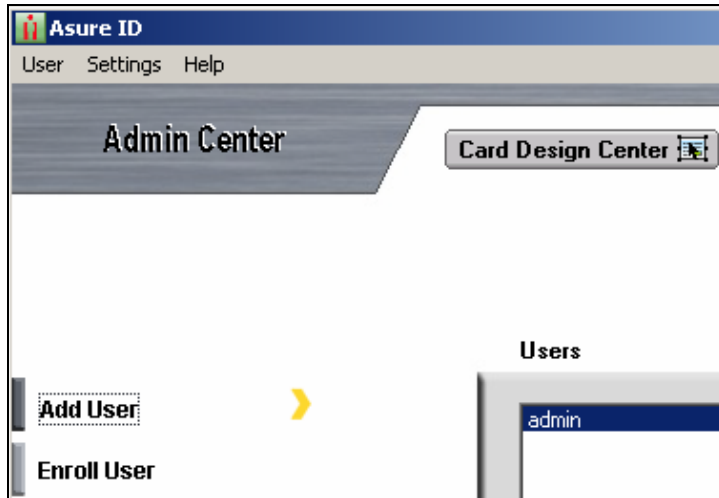 Asure ID
User Settings Help
Admin Center
Card Design Center
Users
Add User
admin
Enroll User